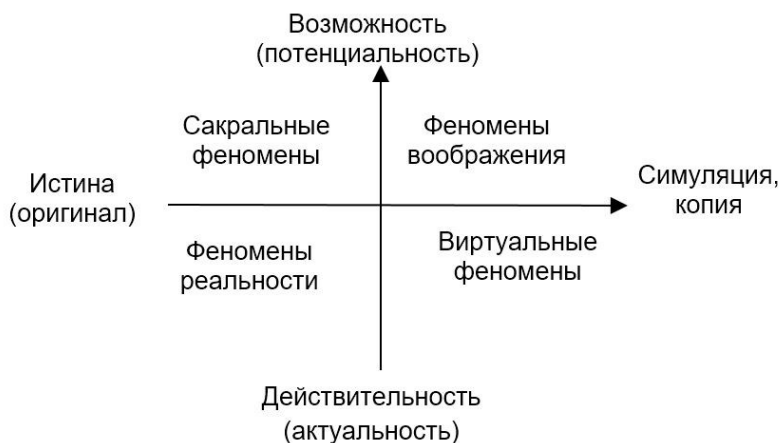 Возможность
(потенциальность)
Сакральные
феномены
Феномены
воображения
Истина
(оригинал)
Симуляция,
копия
Феномены
реальности
Виртуальные
феномены
Действительность
(актуальность)